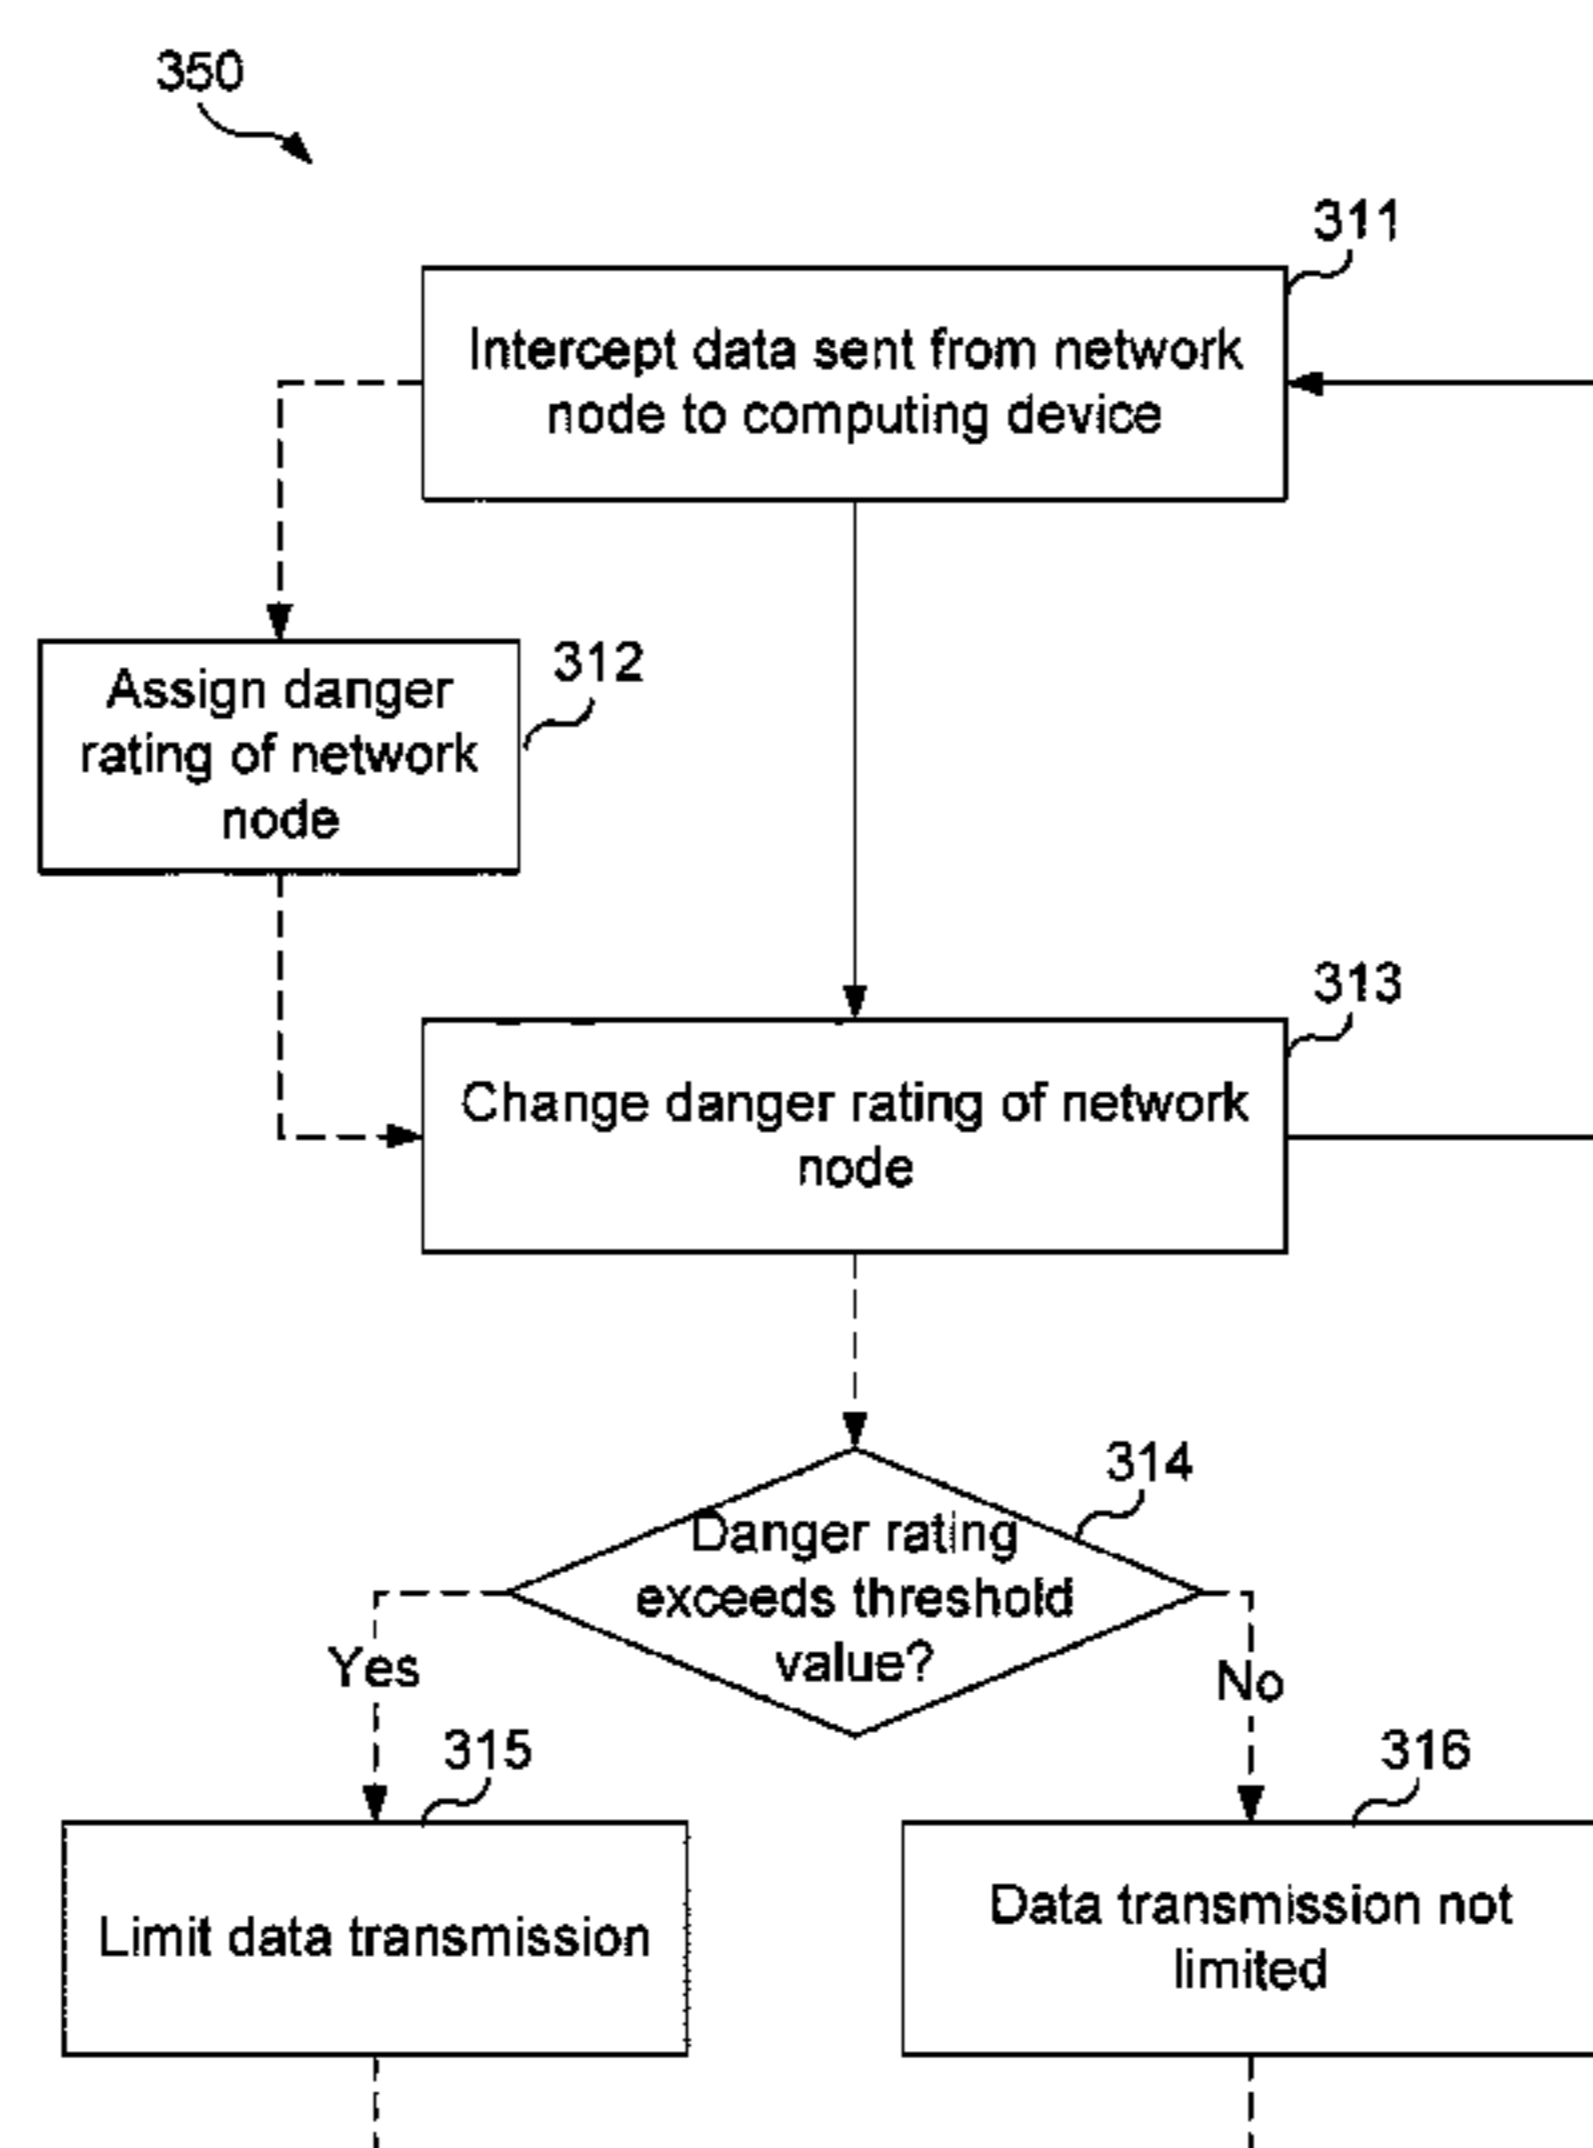 350
311
Intercept data sent from network
node to computing device
312
Assign danger
rating of network
node
313
Change danger rating of network
node
314
Danger rating
exceeds threshold
value?
Yes
No
315
316
Limit data transmission
Data transmission not
limited